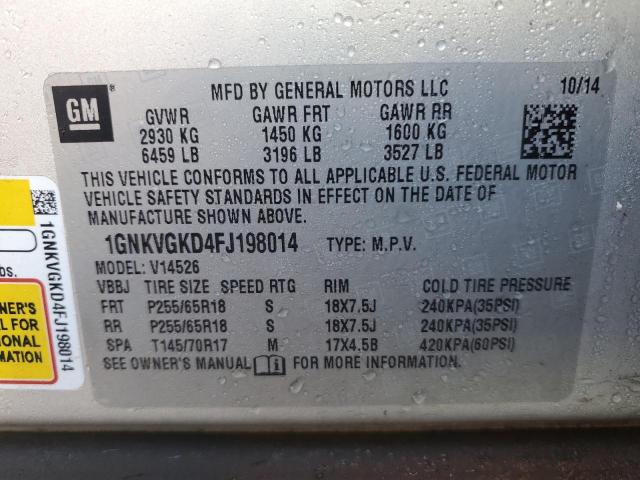 GM
MFD BY GENERAL MOTORS LLC 10/14
GVWR GAWR FRT GAWR RR
2930 KG 1450 KG 1600 KG
6459 LB 3196 LB 3527 LB
THIS VEHICLE CONFORMS TO ALL APPLICABLE U.S. FEDERAL MOTOR
VEHICLE SAFETY STANDARDS IN EFFECT ON THE DATE OF
MANUFACTURE SHOWN ABOVE.
1GNKVGKD4FJ198014 TYPE: M.P.V.
MODEL: V14526
VBBJ TIRE SIZE SPEED RTG RIM COLD TIRE PRESSURE
FRT P255/65R18 S 18X7.5J 240KPA(35PSI)
RR P255/65R18 S 18X7.5J 240KPA(35PSI)
SPA T145/70R17 M 17X4.5B 420KPA(60PSI)
SEE OWNER'S MANUAL i FOR MORE INFORMATION.
1GNKVGKD4FJ198014
bs.
WNER'S
L FOR
IONAL
MATION